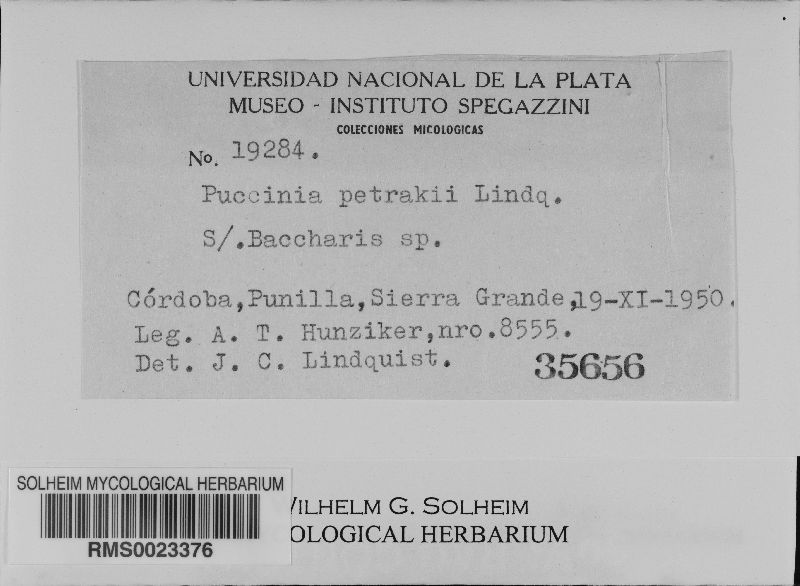 UNIVERSIDAD NACIONAL DE LA PLATA
MUSEO - INSTITUTO SPEGAZZINI
COLECCIONES MICOLOGICAS
No. 19284.
Puccinia petrakii Lindq.
S/.Baccharis sp.
Córdoba,Punilla,Sierra Grande,19-XI-1950.
Leg. A. T. Hunziker,nro.8555.
Det. J. C. Lindquist.
35656
SOLHEIM MYCOLOGICAL HERBARIUM
RMS0023376
WILHELM G. SOLHEIM
OLOGICAL HERBARIUM